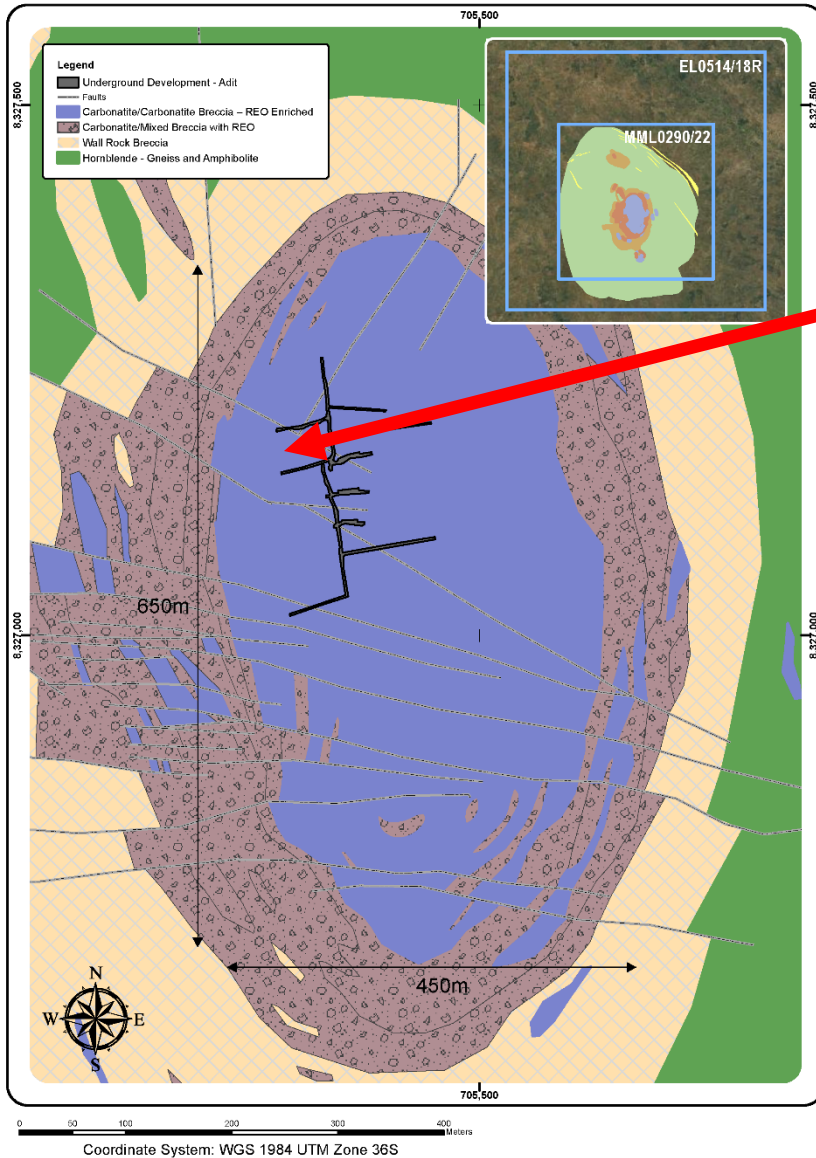 705,500
Legend
Underground Development - Adit
Faults
Carbonatite/Carbonatite Breccia – REO Enriched
Carbonatite/Mixed Breccia with REO
Wall Rock Breccia
Hornblende - Gneiss and Amphibolite
EL0514/18R
MML0290/22
8,327,500
8,327,500
650m
8,327,000
8,327,000
450m
N
W
E
S
705,500
0 50 100 200 300 400
Meters
Coordinate System: WGS 1984 UTM Zone 36S